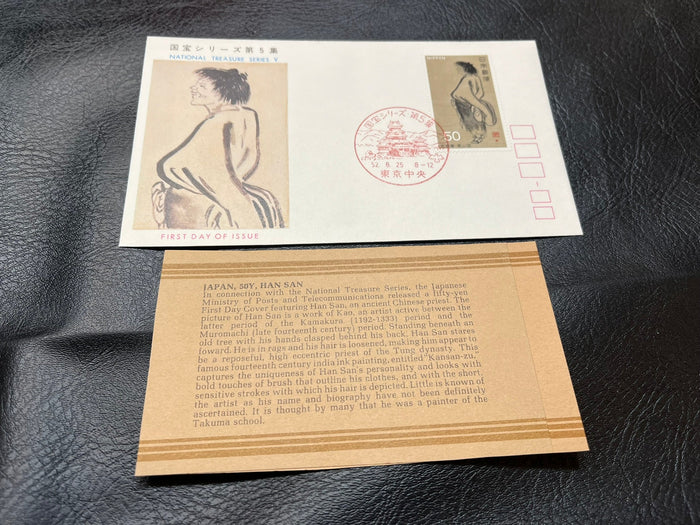 国宝シリーズ第5集
NATIONAL TREASURE SERIES V
FIRST DAY OF ISSUE
国宝シリーズ 第5集
52. 8. 25 8-12
東京中央
NIPPON
日本郵便
50
JAPAN, 50Y, HAN SAN
In connection with the National Treasure Series, the Japanese
Ministry of Posts and Telecommunications released a fifty-yen
First Day Cover featuring Han San, an ancient Chinese priest. The
picture of Han San is a work of Kan, an artist active between the
latter period of the Kamakura (1192-1333) period and the
Muromachi (late fourteenth century) period. Standing beneath an
old tree with his hands clasped behind his back, Han San stares
foward. He is in rags and his hair is loosened, making him appear to
be a reposeful, high eccentric priest of the Tung dynasty. This
famous fourteenth century india ink painting, entitled "Kansan-zu,"
captures the uniqueness of Han San's personality and looks with
bold touches of brush that outline his clothes, and with the short,
sensitive strokes with which his hair is depicted. Little is known of
the artist as his name and biography have not been definitely
ascertained. It is thought by many that he was a painter of the
Takuma school.